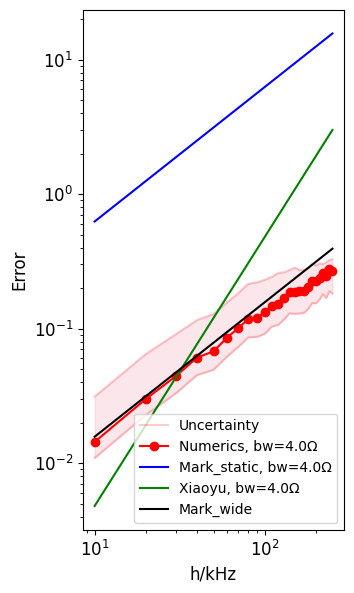 10¹
10⁰
Error
10⁻¹
10⁻²
Uncertainty
Numerics, bw=4.0Ω
Mark_static, bw=4.0Ω
Xiaoyu, bw=4.0Ω
Mark_wide
10¹ 10²
h/kHz